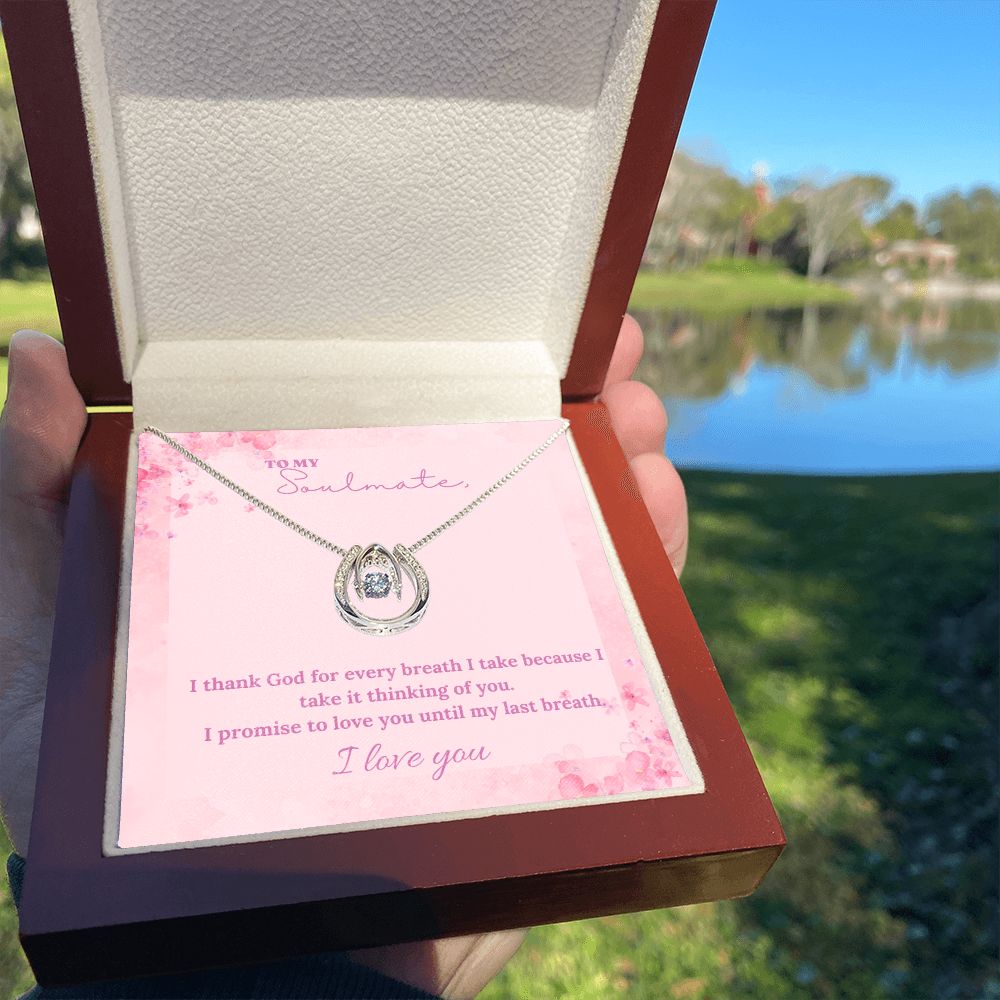 TO MY
Soulmate,
I thank God for every breath I take because I
take it thinking of you.
I promise to love you until my last breath.
I love you